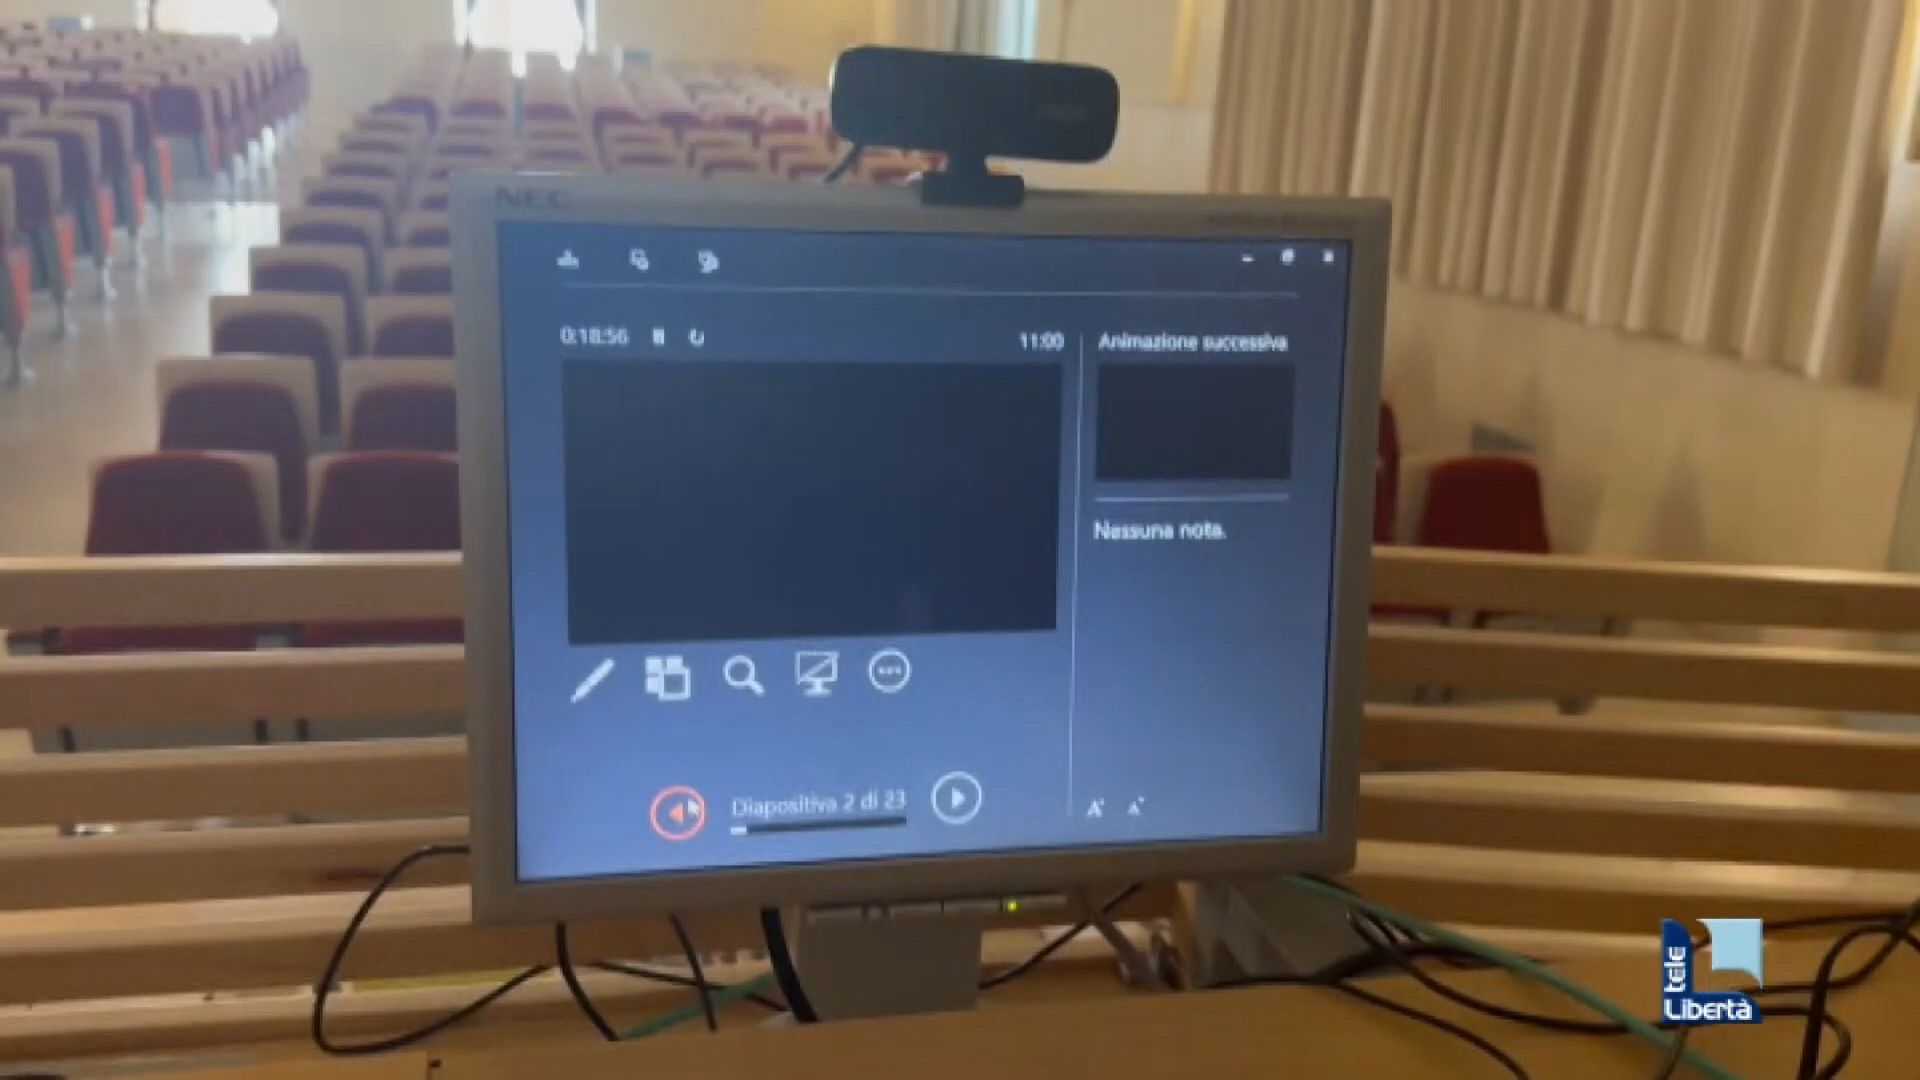 NEC
0:18:56
11:00
Animazione successiva
Nessuna nota.
Diapositiva 2 di 23
tele
Libertà